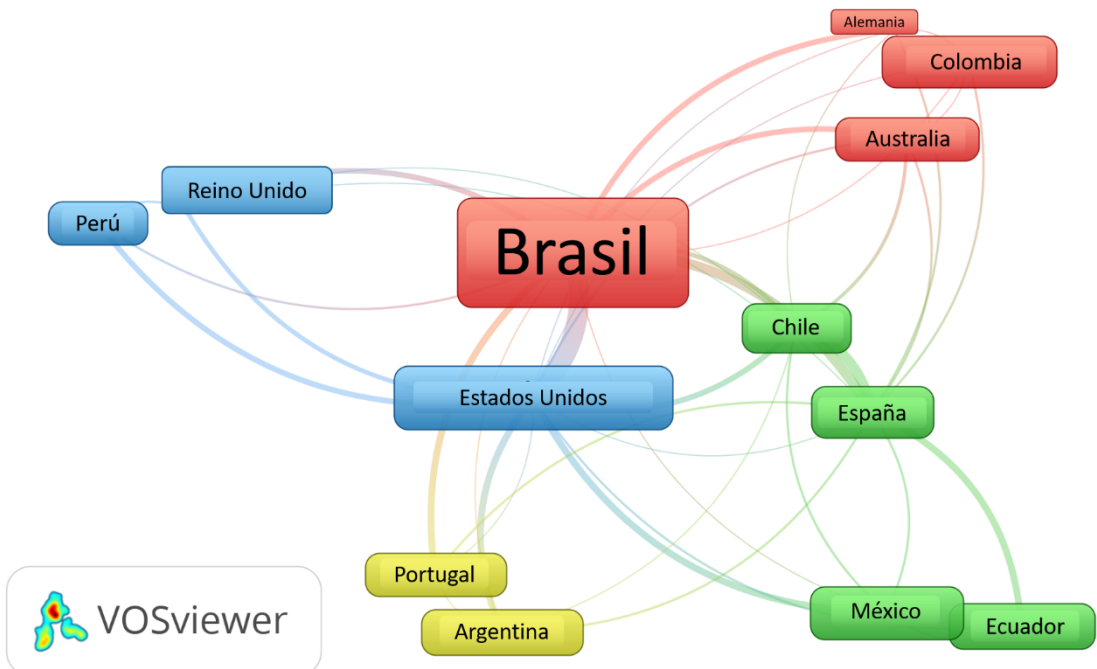 Alemania
Colombia
Australia
Reino Unido
Perú
Brasil
Chile
Estados Unidos
España
Portugal
Argentina
México
Ecuador
VOSviewer